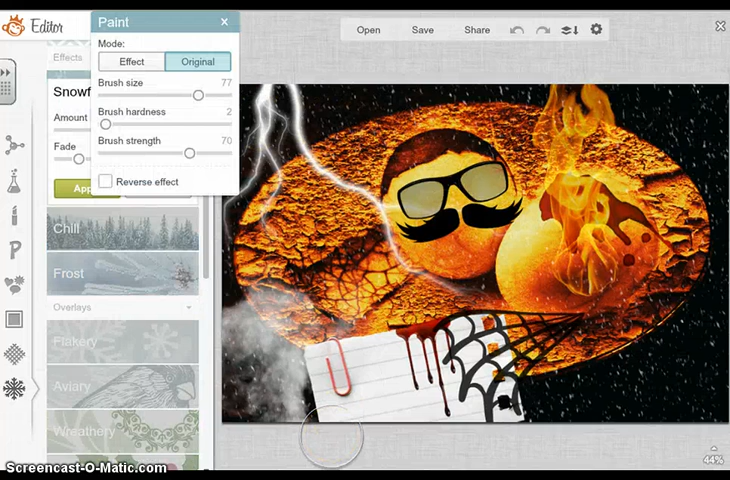 Editor
Paint
x
Open
Save
Share
Mode:
Effects
Effect
Original
Brush size 77
Amount
Brush hardness 2
Fade
Brush strength 70
Reverse effect
Chill
Frost
Overlays
Flakery
Aviary
Wreathery
44%
Screencast-O-Matic.com